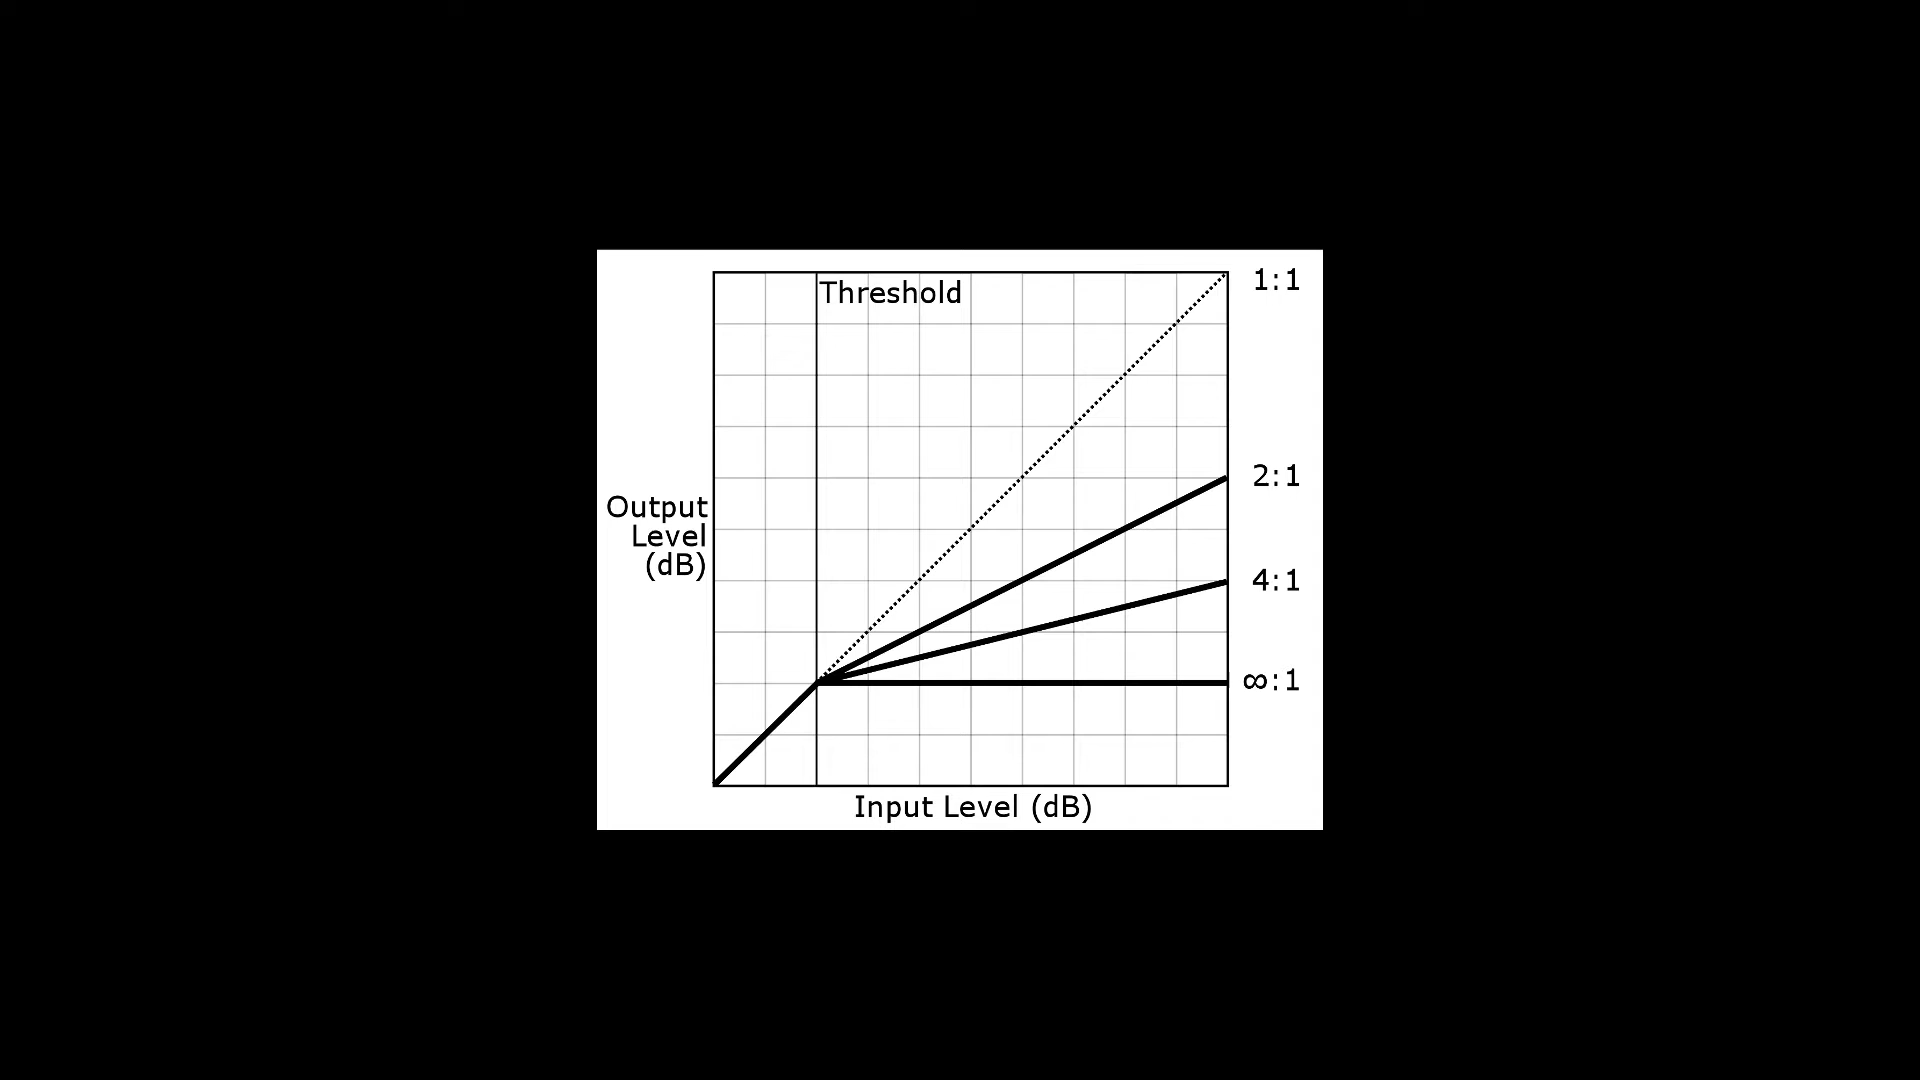 Threshold
1:1
2:1
Output
Level
(dB)
4:1
∞:1
Input Level (dB)